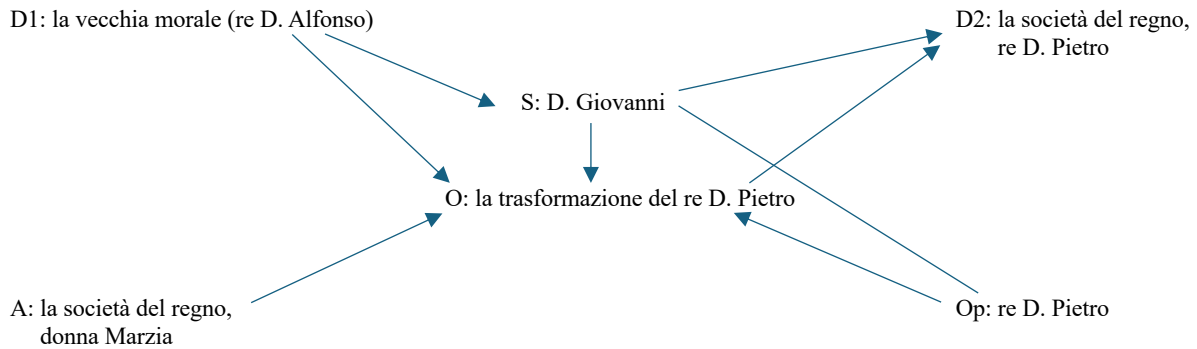 D1: la vecchia morale (re D. Alfonso)
D2: la società del regno,
re D. Pietro
S: D. Giovanni
O: la trasformazione del re D. Pietro
A: la società del regno,
donna Marzia
Op: re D. Pietro